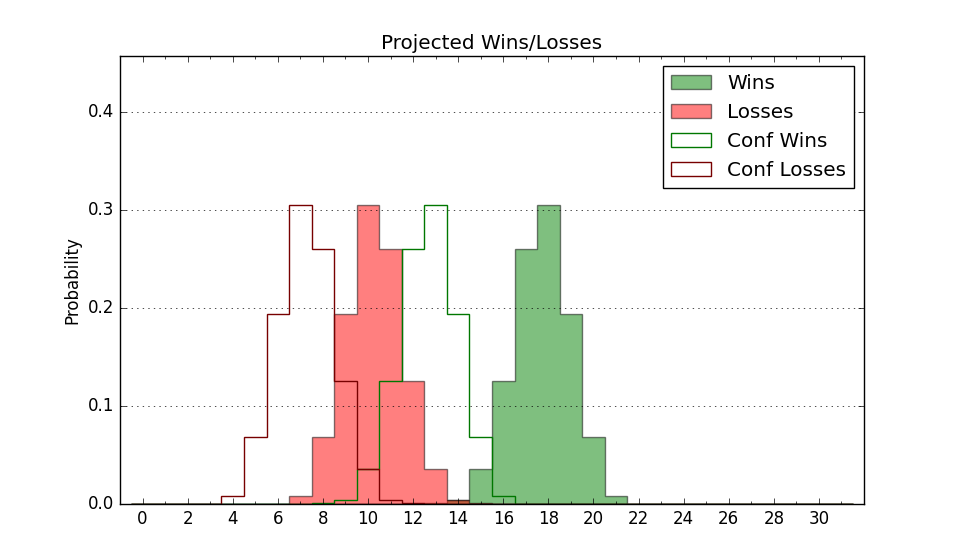 Projected Wins/Losses
Wins
Losses
Conf Wins
Conf Losses
Probability
0.4
0.3
0.2
0.1
0.0
0 2 4 6 8 10 12 14 16 18 20 22 24 26 28 30